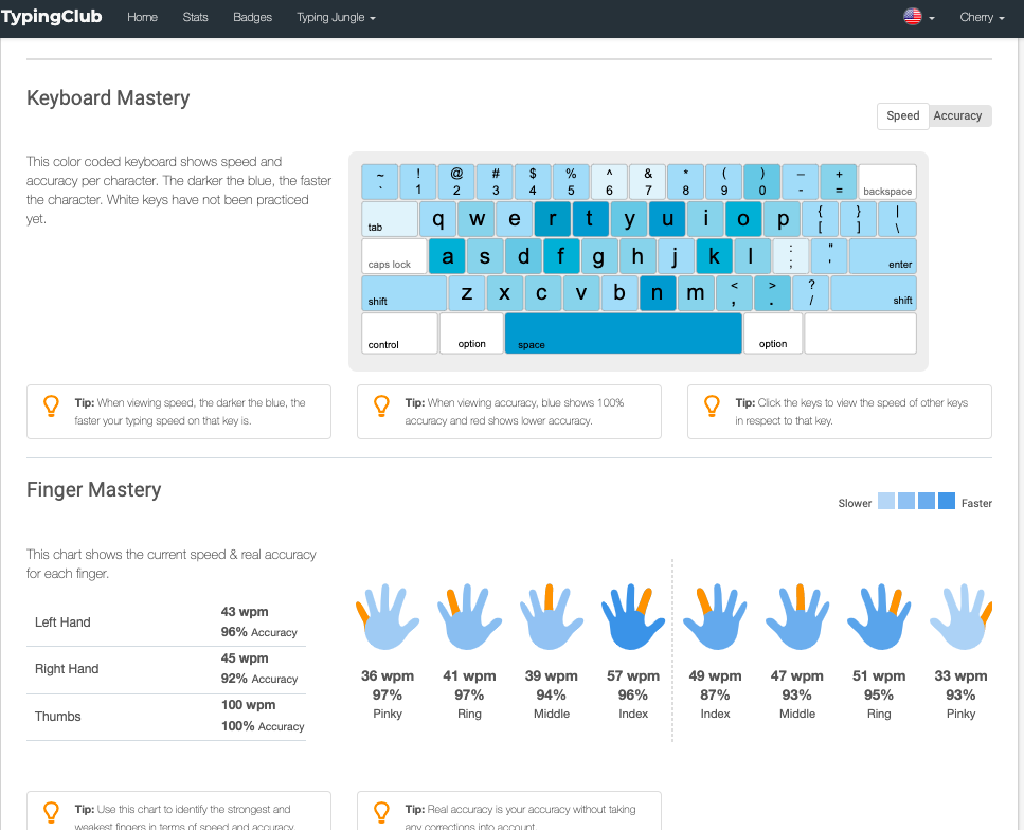 TypingClub Home Stats Badges Typing Jungle Cherry
Keyboard Mastery
Speed Accuracy
This color coded keyboard shows speed and
accuracy per character. The darker the blue, the faster
the character. White keys have not been practiced
yet.
~ ! @ # $ % ^ & * ( ) — +
` 1 2 3 4 5 6 7 8 9 0 - = backspace
tab q w e r t y u i o p { [ } ] | \
caps lock a s d f g h j k l : ; " ' enter
shift z x c v b n m < , > . ? / shift
control option space option
Tip: When viewing speed, the darker the blue, the
faster your typing speed on that key is.
Tip: When viewing accuracy, blue shows 100%
accuracy and red shows lower accuracy.
Tip: Click the keys to view the speed of other keys
in respect to that key.
Finger Mastery
Slower Faster
This chart shows the current speed & real accuracy
for each finger.
Left Hand 43 wpm
96% Accuracy
Right Hand 45 wpm
92% Accuracy
Thumbs 100 wpm
100% Accuracy
36 wpm 41 wpm 39 wpm 57 wpm 49 wpm 47 wpm 51 wpm 33 wpm
97% 97% 94% 96% 87% 93% 95% 93%
Pinky Ring Middle Index Index Middle Ring Pinky
Tip: Use this chart to identify the strongest and
weakest fingers in terms of speed and accuracy.
Tip: Real accuracy is your accuracy without taking
any corrections into account.